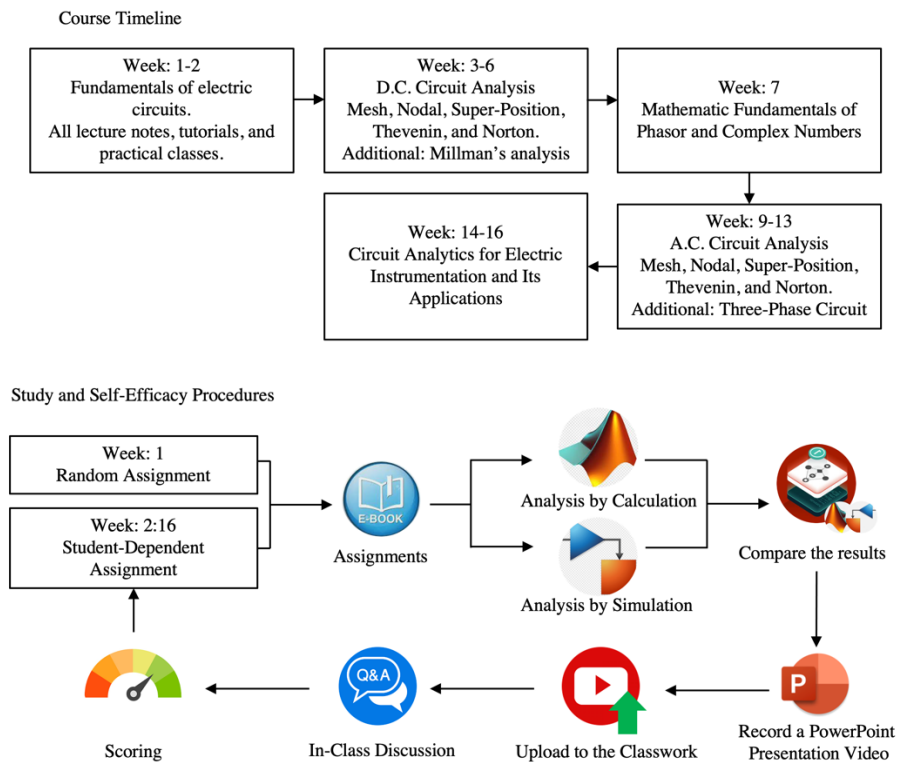 Course Timeline
Week: 1-2
Fundamentals of electric
circuits.
All lecture notes, tutorials, and
practical classes.
Week: 3-6
D.C. Circuit Analysis
Mesh, Nodal, Super-Position,
Thevenin, and Norton.
Additional: Millman's analysis
Week: 7
Mathematic Fundamentals of
Phasor and Complex Numbers
Week: 9-13
A.C. Circuit Analysis
Mesh, Nodal, Super-Position,
Thevenin, and Norton.
Additional: Three-Phase Circuit
Week: 14-16
Circuit Analytics for Electric
Instrumentation and Its
Applications
Study and Self-Efficacy Procedures
Week: 1
Random Assignment
Week: 2:16
Student-Dependent
Assignment
E-BOOK
Assignments
Analysis by Calculation
Analysis by Simulation
Compare the results
P
Record a PowerPoint
Presentation Video
Upload to the Classwork
Q&A
In-Class Discussion
Scoring